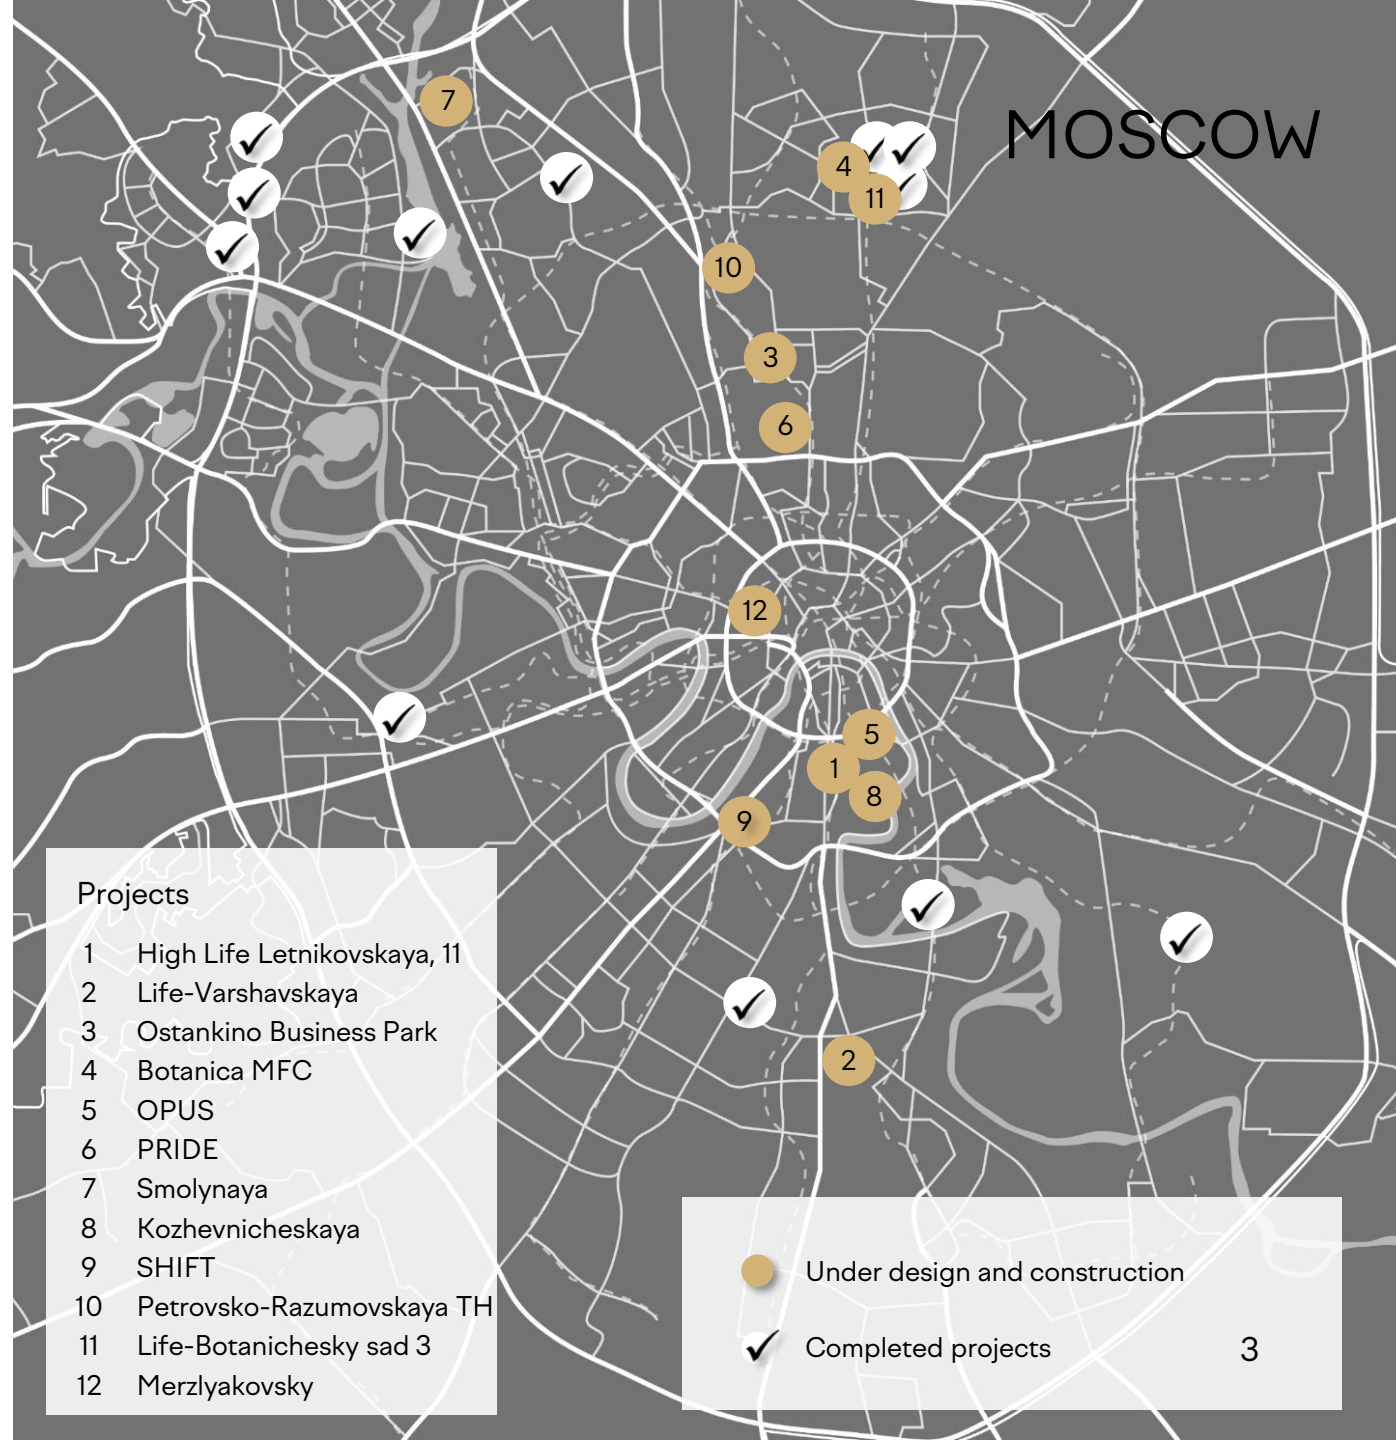 MOSCOW
7
4
11
10
3
6
12
5
1
8
9
2
Projects
1 High Life Letnikovskaya, 11
2 Life-Varshavskaya
3 Ostankino Business Park
4 Botanica MFC
5 OPUS
6 PRIDE
7 Smolynaya
8 Kozhevnicheskaya
9 SHIFT
10 Petrovsko-Razumovskaya TH
11 Life-Botanichesky sad 3
12 Merzlyakovsky
Under design and construction
Completed projects 3